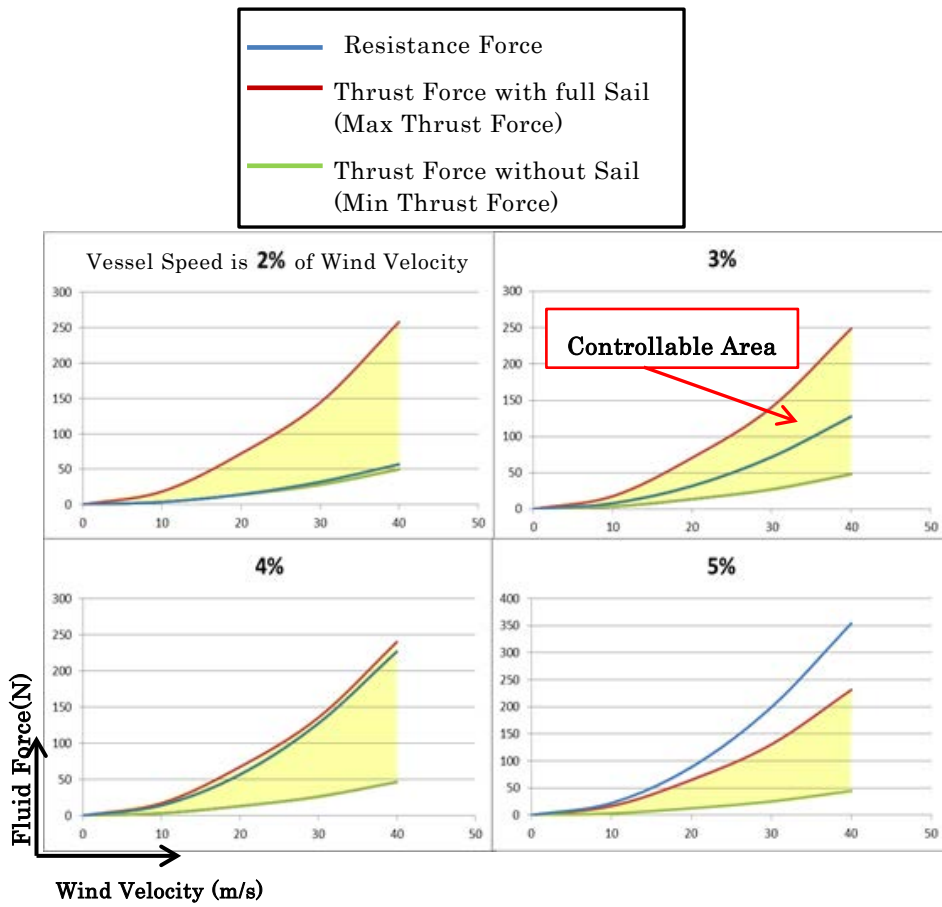 Resistance Force
Thrust Force with full Sail
(Max Thrust Force)
Thrust Force without Sail
(Min Thrust Force)
Vessel Speed is 2% of Wind Velocity
300
250
200
150
100
50
0
0 10 20 30 40 50
3%
Controllable Area
300
250
200
150
100
50
0
0 10 20 30 40 50
4%
300
250
200
150
100
50
0
0 10 20 30 40 50
5%
400
350
300
250
200
150
100
50
0
0 10 20 30 40 50
Fluid Force(N)
Wind Velocity (m/s)